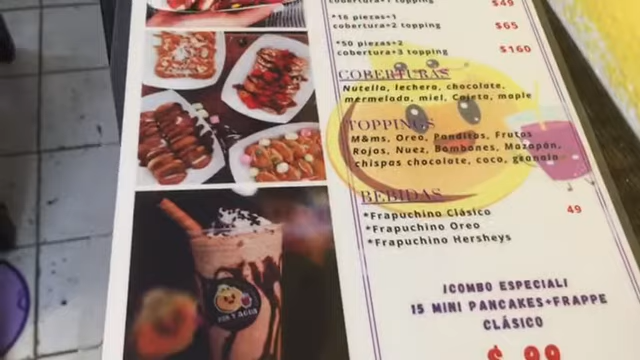 cobertura+1 topping $49
*16 piezas+1
cobertura+2 topping $65
*50 piezas+2
cobertura+3 topping $160
COBERTURAS
Nutella, lechera, chocolate,
mermelada, miel, Cajeta, maple
TOPPINGS
M&ms, Oreo, Panditas, Frutos
Rojos, Nuez, Bombones, Mazapán,
chispas chocolate, coco, granola
BEBIDAS
*Frapuchino Clásico 49
*Frapuchino Oreo
*Frapuchino Hersheys
¡COMBO ESPECIAL!
15 MINI PANCAKES+FRAPPE
CLÁSICO